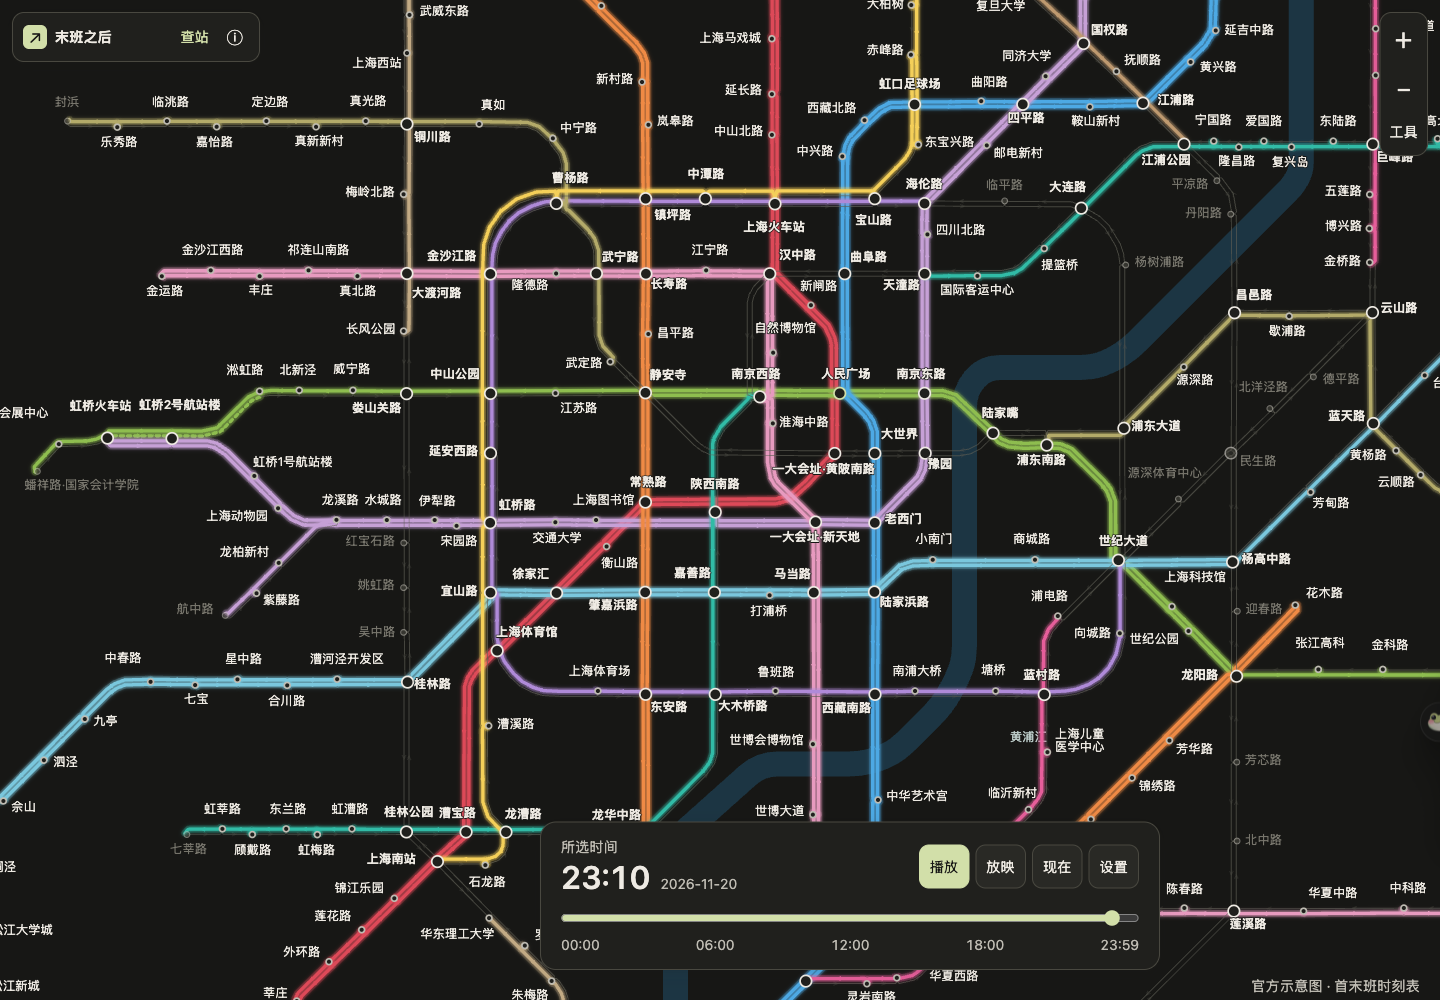 末班之后
查站
工具
武威东路
上海西站
封浜
临洮路
定边路
真光路
真如
乐秀路
嘉怡路
真新新村
铜川路
中宁路
新村路
岚皋路
上海马戏城
延长路
中山北路
大柏树
赤峰路
虹口足球场
西藏北路
中兴路
东宝兴路
复旦大学
国权路
同济大学
曲阳路
四平路
鞍山新村
邮电新村
抚顺路
延吉中路
黄兴路
江浦路
宁国路
爱国路
东陆路
江浦公园
隆昌路
复兴岛
巨峰路
五莲路
博兴路
金桥路
梅岭北路
曹杨路
中潭路
镇坪路
上海火车站
宝山路
海伦路
临平路
大连路
平凉路
丹阳路
四川北路
提篮桥
杨树浦路
国际客运中心
金沙江西路
祁连山南路
金沙江路
武宁路
江宁路
汉中路
曲阜路
新闸路
天潼路
金运路
丰庄
真北路
大渡河路
隆德路
长寿路
长风公园
昌平路
自然博物馆
武定路
昌邑路
歇浦路
云山路
源深路
北洋泾路
德平路
蓝天路
浦东大道
民生路
杨高中路
源深体育中心
黄杨路
云顺路
芳甸路
淞虹路
北新泾
威宁路
中山公园
静安寺
南京西路
人民广场
南京东路
陆家嘴
浦东南路
会展中心
虹桥火车站
虹桥2号航站楼
娄山关路
江苏路
淮海中路
大世界
豫园
蟠祥路·国家会计学院
虹桥1号航站楼
延安西路
一大会址·黄陂南路
常熟路
陕西南路
上海动物园
龙溪路
水城路
伊犁路
虹桥路
上海图书馆
老西门
龙柏新村
红宝石路
宋园路
交通大学
一大会址·新天地
小南门
商城路
世纪大道
上海科技馆
衡山路
航中路
紫藤路
姚虹路
宜山路
徐家汇
肇嘉浜路
嘉善路
打浦桥
马当路
陆家浜路
浦电路
迎春路
花木路
吴中路
上海体育馆
向城路
世纪公园
张江高科
金科路
中春路
星中路
漕河泾开发区
七宝
合川路
桂林路
九亭
泗泾
佘山
上海体育场
东安路
大木桥路
鲁班路
西藏南路
南浦大桥
塘桥
蓝村路
龙阳路
漕溪路
世博会博物馆
黄浦江
上海儿童
医学中心
芳华路
芳芯路
锦绣路
世博大道
中华艺术宫
临沂新村
虹莘路
东兰路
虹漕路
桂林公园
漕宝路
龙漕路
龙华中路
七莘路
顾戴路
虹梅路
上海南站
石龙路
北中路
锦江乐园
莲花路
华东理工大学
外环路
莘庄
朱梅路
松江大学城
松江新城
所选时间
23:10 2026-11-20
播放
放映
现在
设置
00:00
06:00
12:00
18:00
23:59
陈春路
华夏中路
中科路
莲溪路
华夏西路
灵岩南路
官方示意图 · 首末班时刻表